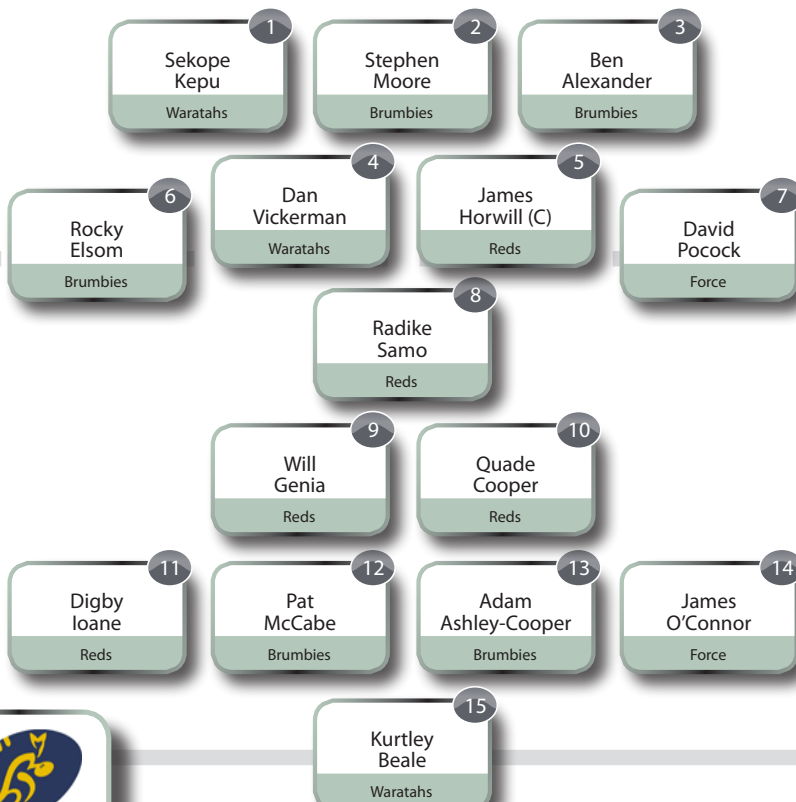 1
Sekope
Kepu
Waratahs
2
Stephen
Moore
Brumbies
3
Ben
Alexander
Brumbies
4
Dan
Vickerman
Waratahs
5
James
Horwill (C)
Reds
6
Rocky
Elsom
Brumbies
7
David
Pocock
Force
8
Radike
Samo
Reds
9
Will
Genia
Reds
10
Quade
Cooper
Reds
11
Digby
Ioane
Reds
12
Pat
McCabe
Brumbies
13
Adam
Ashley-Cooper
Brumbies
14
James
O’Connor
Force
15
Kurtley
Beale
Waratahs